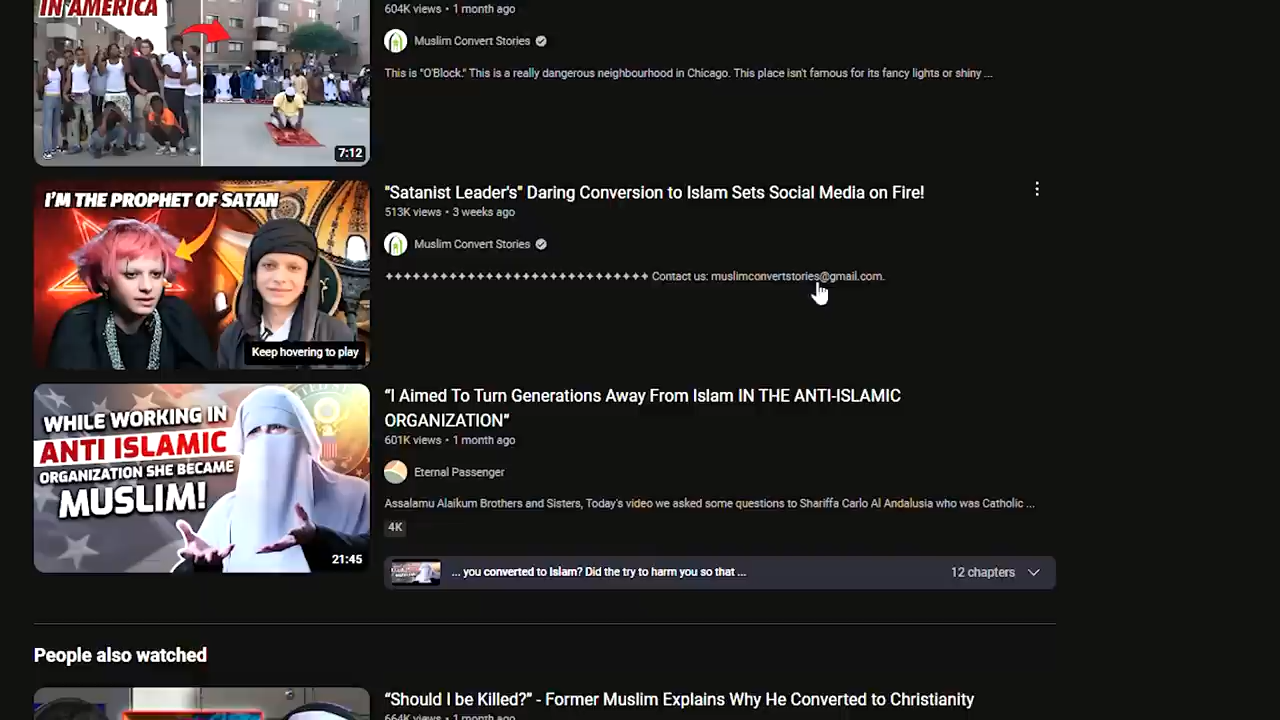 IN AMERICA
7:12
604K views • 1 month ago
Muslim Convert Stories
This is "O'Block." This is a really dangerous neighbourhood in Chicago. This place isn't famous for its fancy lights or shiny ...
I'M THE PROPHET OF SATAN
Keep hovering to play
"Satanist Leader's" Daring Conversion to Islam Sets Social Media on Fire!
513K views • 3 weeks ago
Muslim Convert Stories
++++++++++++++++++++++++++++ Contact us: muslimconvertstories@gmail.com.
WHILE WORKING IN
ANTI ISLAMIC
ORGANIZATION SHE BECAME
MUSLIM!
21:45
“I Aimed To Turn Generations Away From Islam IN THE ANTI-ISLAMIC
ORGANIZATION”
601K views • 1 month ago
Eternal Passenger
Assalamu Alaikum Brothers and Sisters, Today's video we asked some questions to Shariffa Carlo Al Andalusia who was Catholic ...
4K
... you converted to Islam? Did the try to harm you so that ...
12 chapters
People also watched
“Should I be Killed?” - Former Muslim Explains Why He Converted to Christianity
664K views • 1 month ago